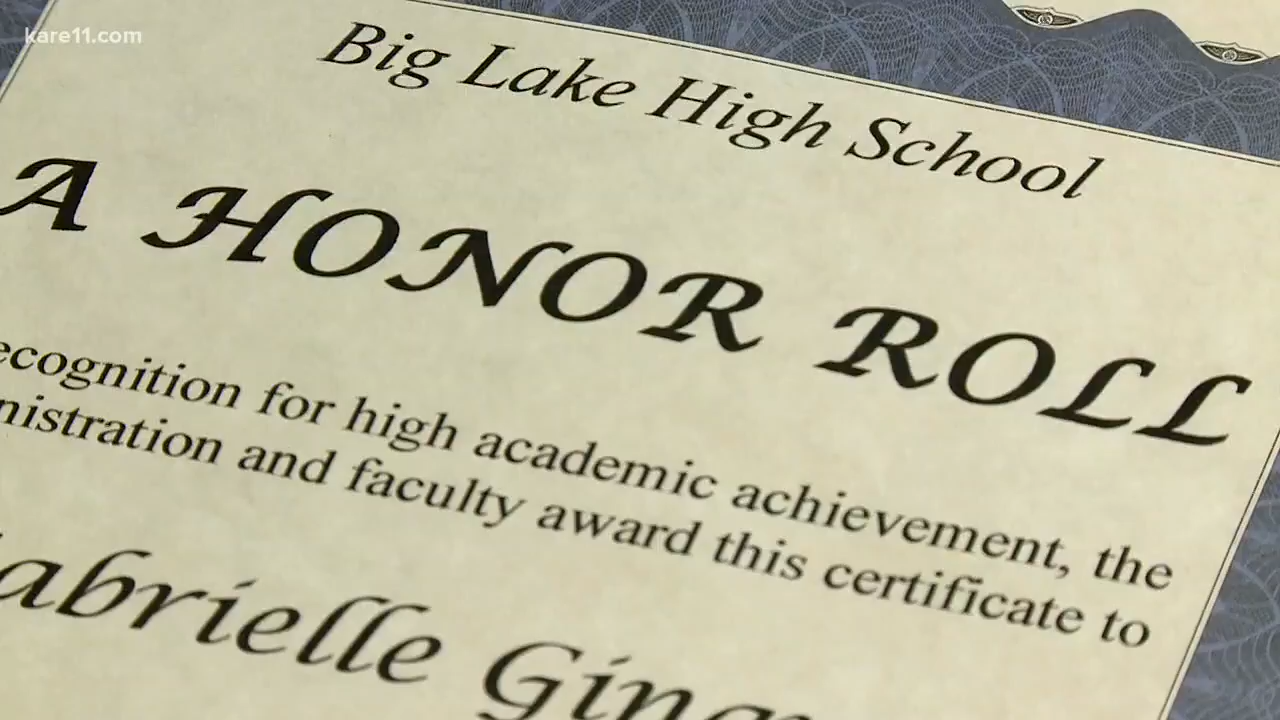 kare11.com
Big Lake High School
A HONOR ROLL
ecognition for high academic achievement, the
nistration and faculty award this certificate to
abrielle